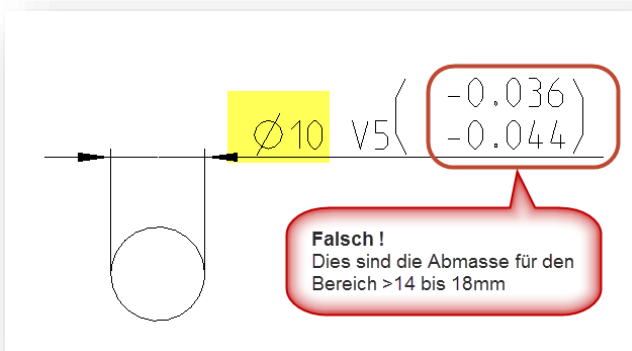 Ø10 V5( -0.036
-0.044)
Falsch !
Dies sind die Abmasse für den
Bereich >14 bis 18mm